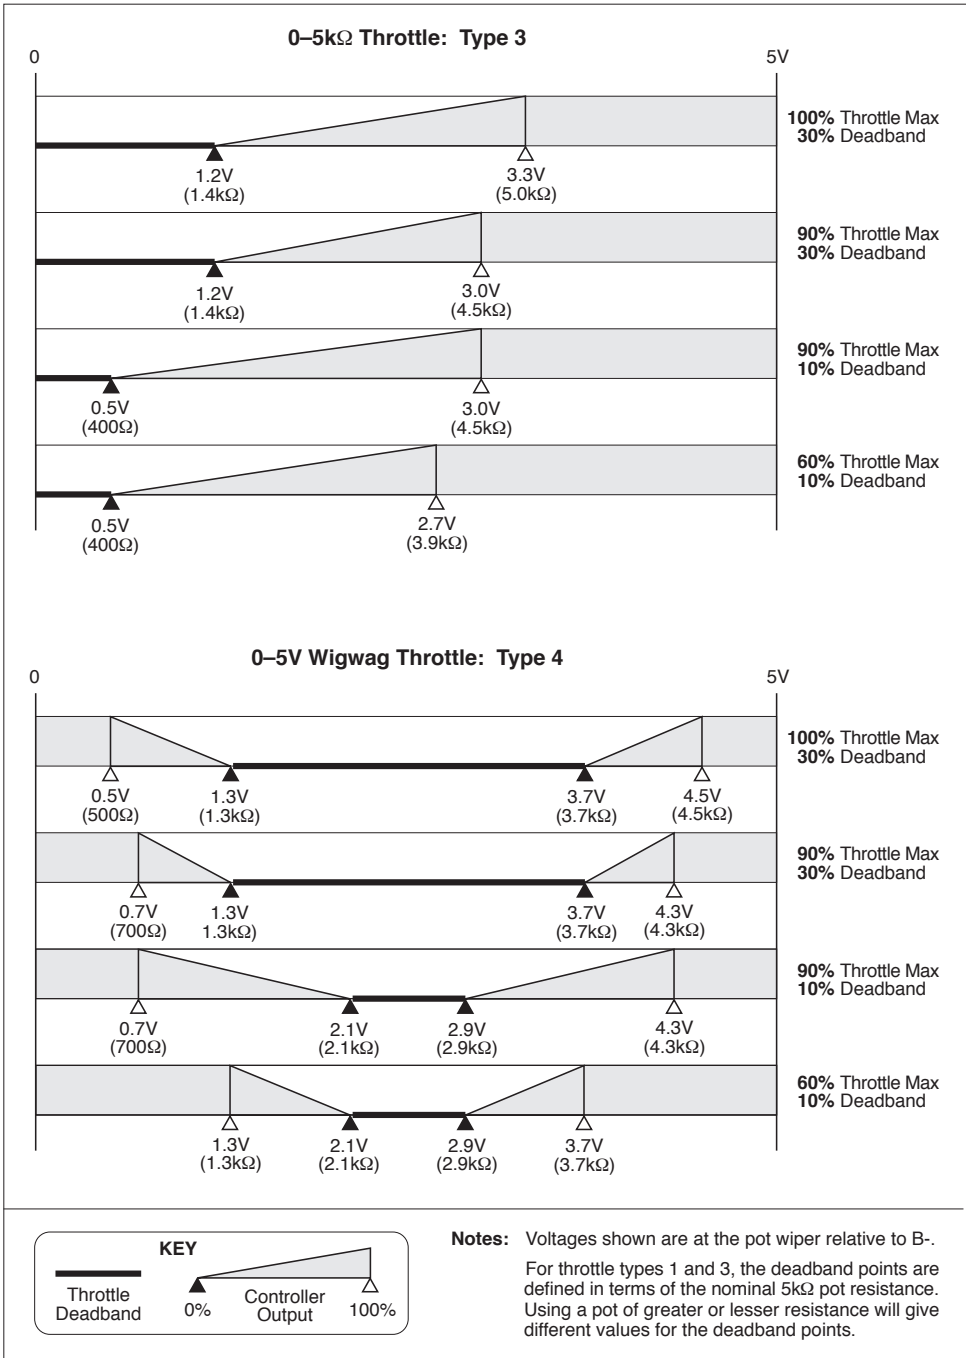 0–5kΩ Throttle: Type 3
0
5V
100% Throttle Max
30% Deadband
1.2V
(1.4kΩ)
3.3V
(5.0kΩ)
90% Throttle Max
30% Deadband
1.2V
(1.4kΩ)
3.0V
(4.5kΩ)
90% Throttle Max
10% Deadband
0.5V
(400Ω)
3.0V
(4.5kΩ)
60% Throttle Max
10% Deadband
0.5V
(400Ω)
2.7V
(3.9kΩ)
0–5V Wigwag Throttle: Type 4
0
5V
100% Throttle Max
30% Deadband
0.5V
(500Ω)
1.3V
(1.3kΩ)
3.7V
(3.7kΩ)
4.5V
(4.5kΩ)
90% Throttle Max
30% Deadband
0.7V
(700Ω)
1.3V
1.3kΩ)
3.7V
(3.7kΩ)
4.3V
(4.3kΩ)
90% Throttle Max
10% Deadband
0.7V
(700Ω)
2.1V
(2.1kΩ)
2.9V
(2.9kΩ)
4.3V
(4.3kΩ)
60% Throttle Max
10% Deadband
1.3V
(1.3kΩ)
2.1V
(2.1kΩ)
2.9V
(2.9kΩ)
3.7V
(3.7kΩ)
KEY
Throttle
Deadband
0%
Controller
Output
100%
Notes: Voltages shown are at the pot wiper relative to B-.
For throttle types 1 and 3, the deadband points are
defined in terms of the nominal 5kΩ pot resistance.
Using a pot of greater or lesser resistance will give
different values for the deadband points.